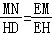 MN/HD = EM/EH